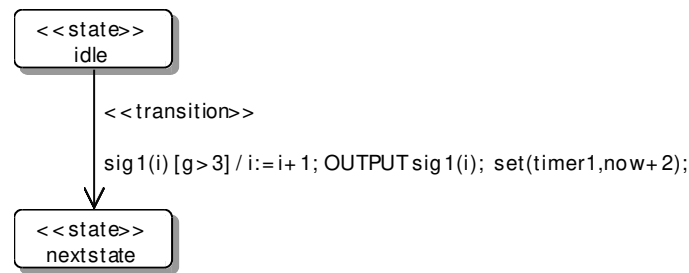 <<state>>
idle
<<transition>>
sig1(i) [g>3] / i:=i+1; OUTPUT sig1(i); set(timer1,now+2);
<<state>>
nextstate